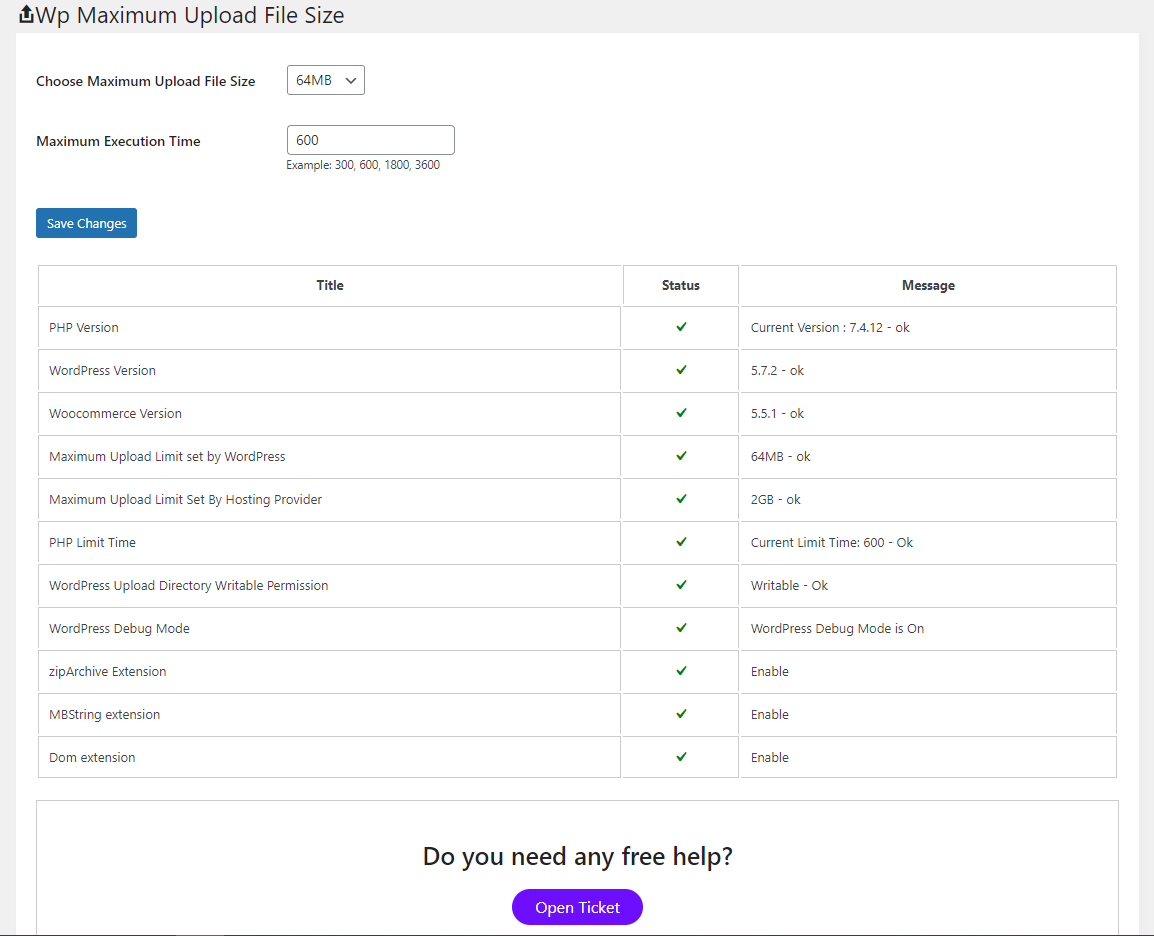 Wp Maximum Upload File Size
Choose Maximum Upload File Size 64MB
Maximum Execution Time 600
Example: 300, 600, 1800, 3600
Save Changes
Title Status Message
PHP Version Current Version : 7.4.12 - ok
WordPress Version 5.7.2 - ok
Woocommerce Version 5.5.1 - ok
Maximum Upload Limit set by WordPress 64MB - ok
Maximum Upload Limit Set By Hosting Provider 2GB - ok
PHP Limit Time Current Limit Time: 600 - Ok
WordPress Upload Directory Writable Permission Writable - Ok
WordPress Debug Mode WordPress Debug Mode is On
zipArchive Extension Enable
MBString extension Enable
Dom extension Enable
Do you need any free help?
Open Ticket